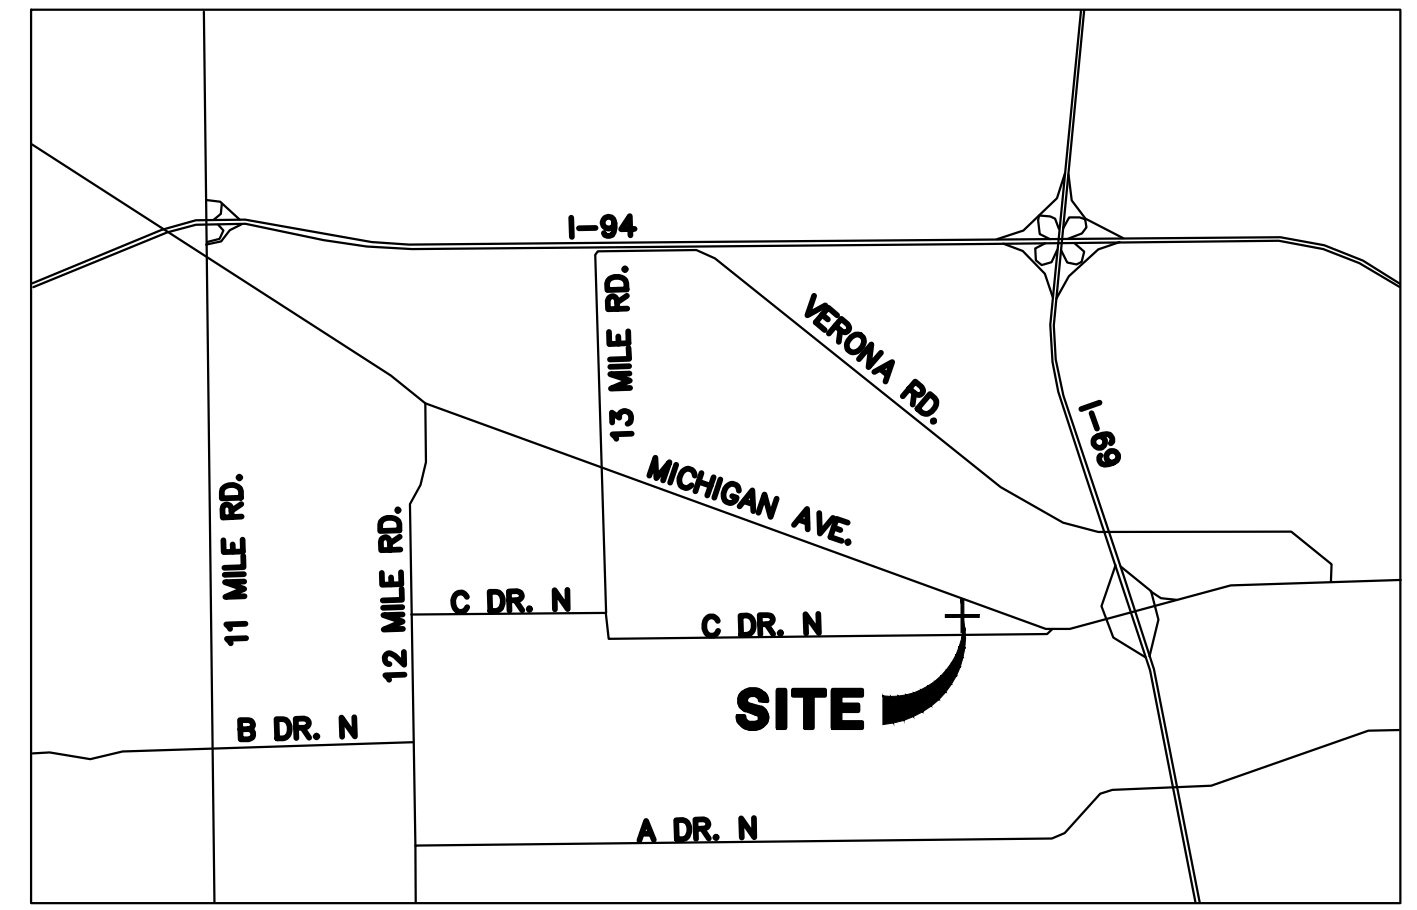 I-94
13 MILE RD.
VERONA RD.
I-69
MICHIGAN AVE.
11 MILE RD.
12 MILE RD.
C DR. N
C DR. N
SITE
B DR. N
A DR. N